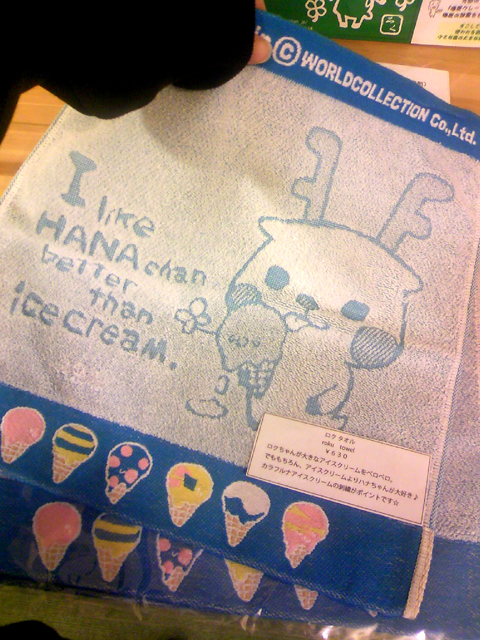 © WORLDCOLLECTION Co.,Ltd.
I like
HANA chan
better
than
icecream.
ロクタオル
roku towel
￥630
ロクちゃんが大きなアイスクリームをペロペロ。
でももちろん、アイスクリームよりハナちゃんが大好き♪
カラフルナアイスクリームの刺繍がポイントです☆